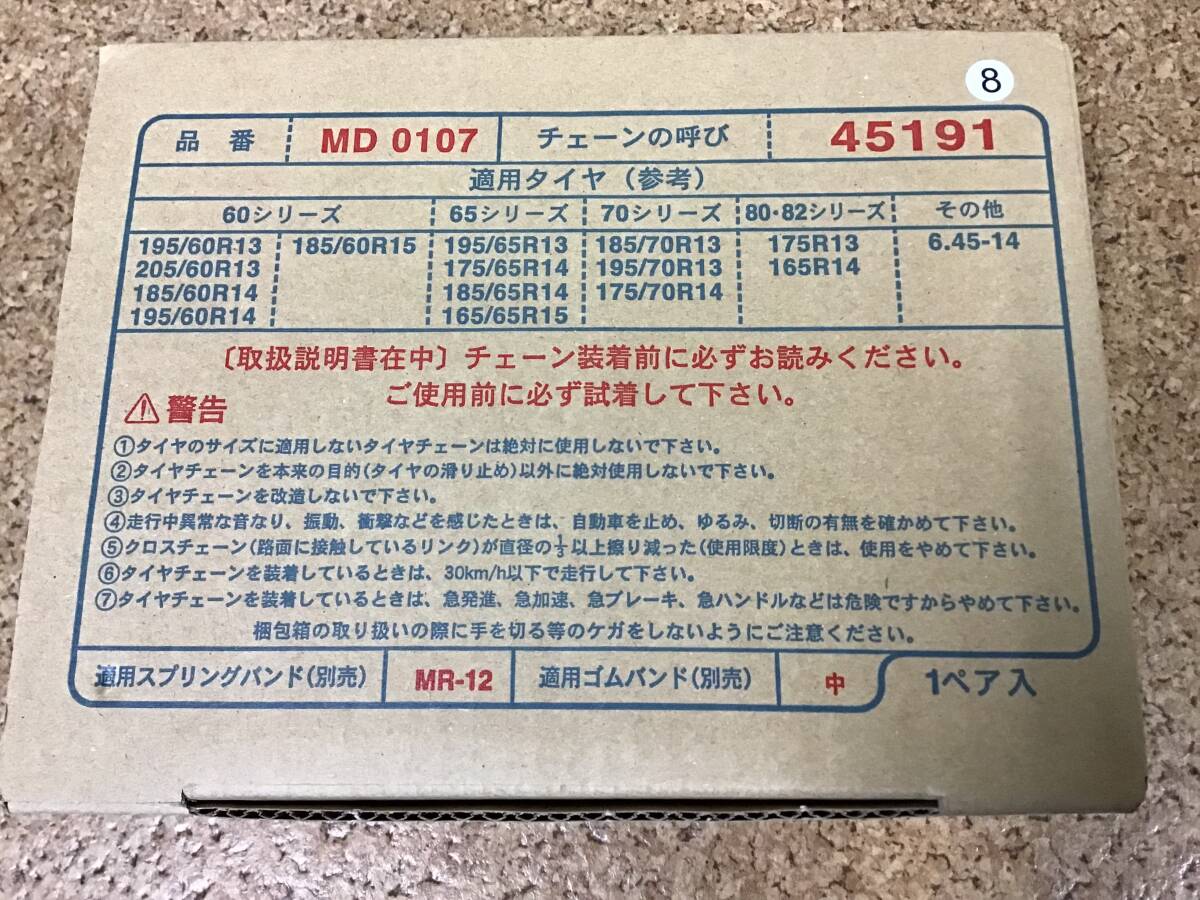 8
品番 MD 0107 チェーンの呼び 45191
適用タイヤ（参考）
60シリーズ 65シリーズ 70シリーズ 80・82シリーズ その他
195/60R13 185/60R15 195/65R13 185/70R13 175R13 6.45-14
205/60R13 175/65R14 195/70R13 165R14
185/60R14 185/65R14 175/70R14
195/60R14 165/65R15
〔取扱説明書在中〕チェーン装着前に必ずお読みください。
ご使用前に必ず試着して下さい。
⚠警告
①タイヤのサイズに適用しないタイヤチェーンは絶対に使用しないで下さい。
②タイヤチェーンを本来の目的(タイヤの滑り止め)以外に絶対使用しないで下さい。
③タイヤチェーンを改造しないで下さい。
④走行中異常な音なり、振動、衝撃などを感じたときは、自動車を止め、ゆるみ、切断の有無を確かめて下さい。
⑤クロスチェーン(路面に接触しているリンク)が直径の⅓以上擦り減った(使用限度)ときは、使用をやめて下さい。
⑥タイヤチェーンを装着しているときは、30km/h以下で走行して下さい。
⑦タイヤチェーンを装着しているときは、急発進、急加速、急ブレーキ、急ハンドルなどは危険ですからやめて下さい。
梱包箱の取り扱いの際に手を切る等のケガをしないようにご注意ください。
適用スプリングバンド(別売) MR-12 適用ゴムバンド(別売) 中 1ペア入